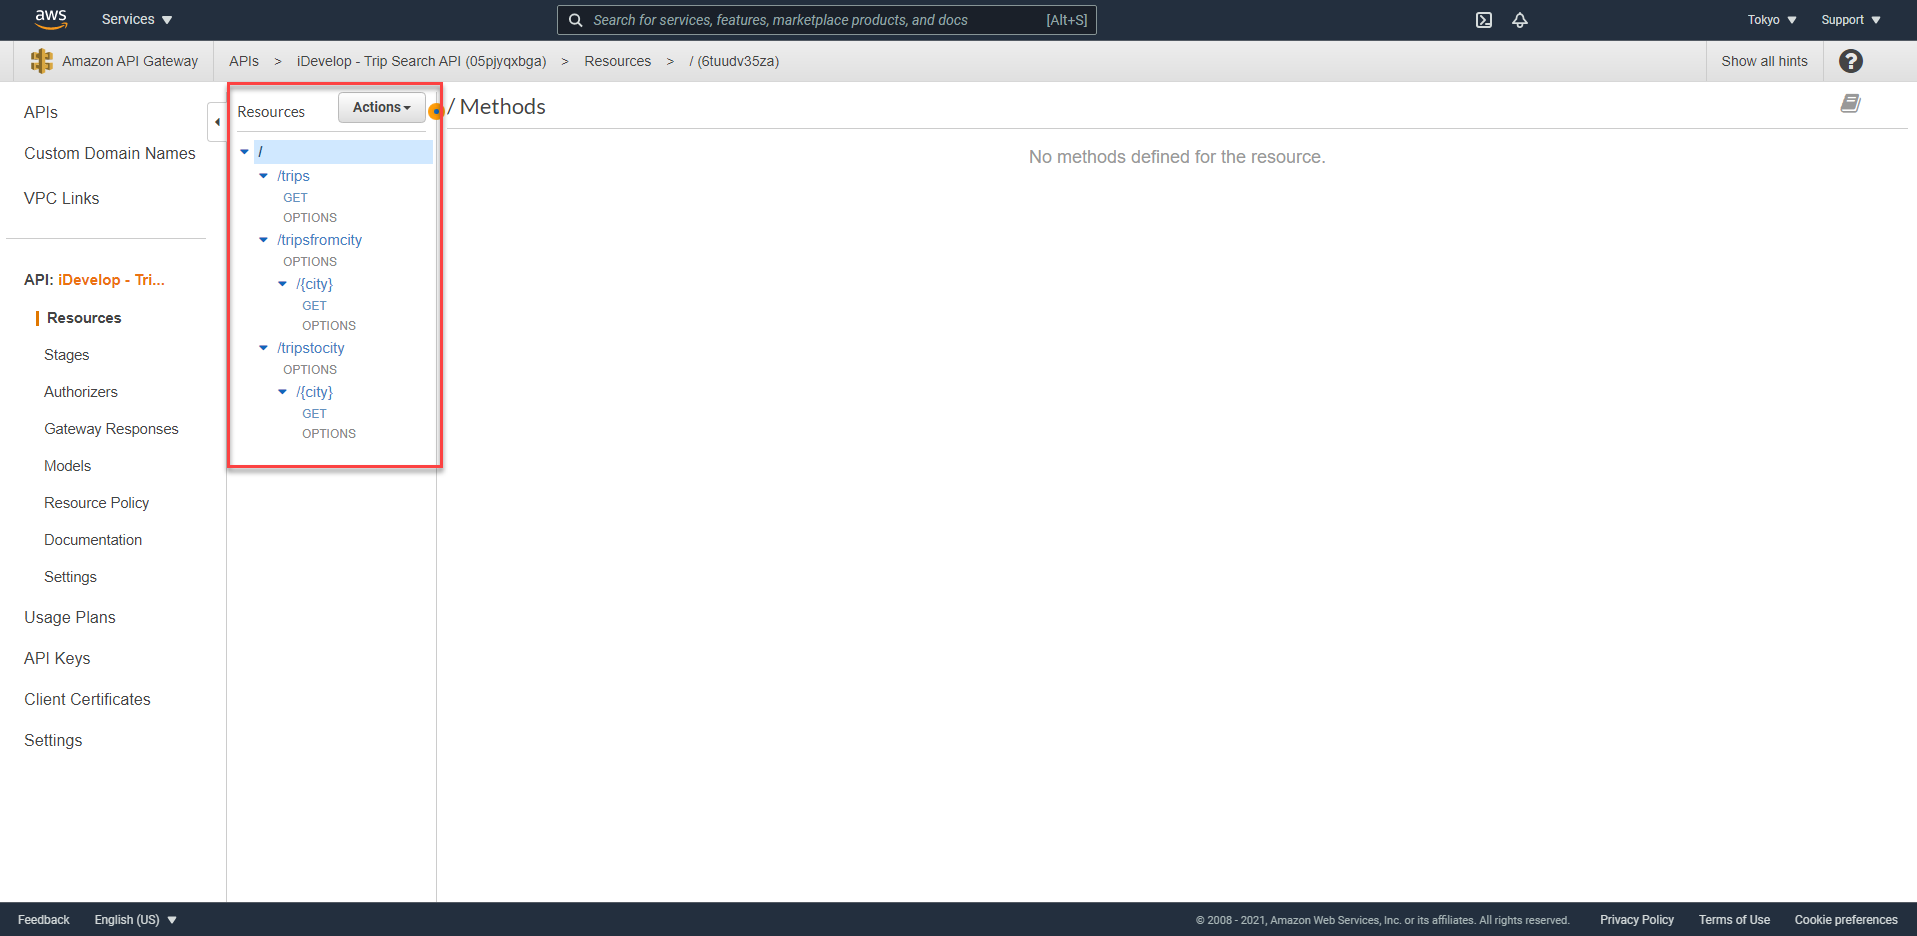 aws
Services
Search for services, features, marketplace products, and docs
[Alt+S]
Tokyo
Support
Amazon API Gateway
APIs > iDevelop - Trip Search API (05pjyqxbga) > Resources > / (6tuudv35za)
Show all hints
?
APIs
Custom Domain Names
VPC Links
API: iDevelop - Tri...
Resources
Stages
Authorizers
Gateway Responses
Models
Resource Policy
Documentation
Settings
Usage Plans
API Keys
Client Certificates
Settings
Resources
Actions
/
/trips
GET
OPTIONS
/tripsfromcity
OPTIONS
/{city}
GET
OPTIONS
/tripstocity
OPTIONS
/{city}
GET
OPTIONS
/ Methods
No methods defined for the resource.
Feedback
English (US)
© 2008 - 2021, Amazon Web Services, Inc. or its affiliates. All rights reserved.
Privacy Policy
Terms of Use
Cookie preferences